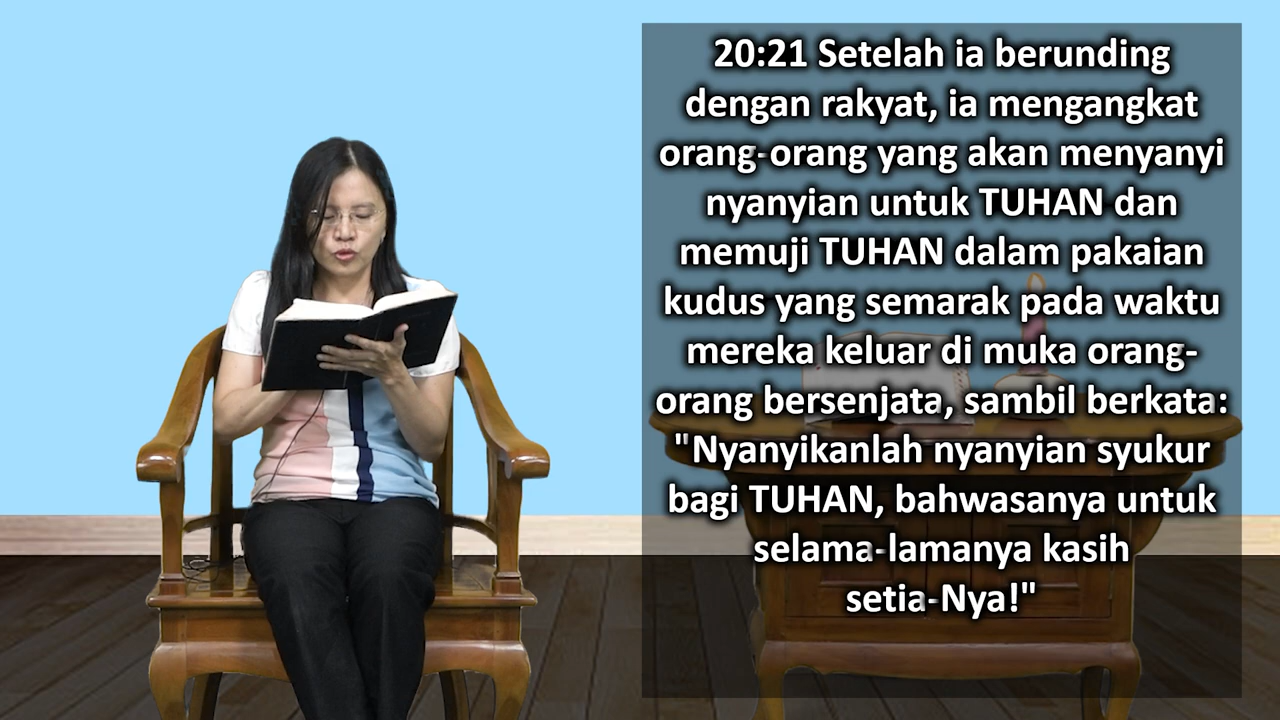 20:21 Setelah ia berunding
dengan rakyat, ia mengangkat
orang-orang yang akan menyanyi
nyanyian untuk TUHAN dan
memuji TUHAN dalam pakaian
kudus yang semarak pada waktu
mereka keluar di muka orang-
orang bersenjata, sambil berkata:
"Nyanyikanlah nyanyian syukur
bagi TUHAN, bahwasanya untuk
selama-lamanya kasih
setia-Nya!"